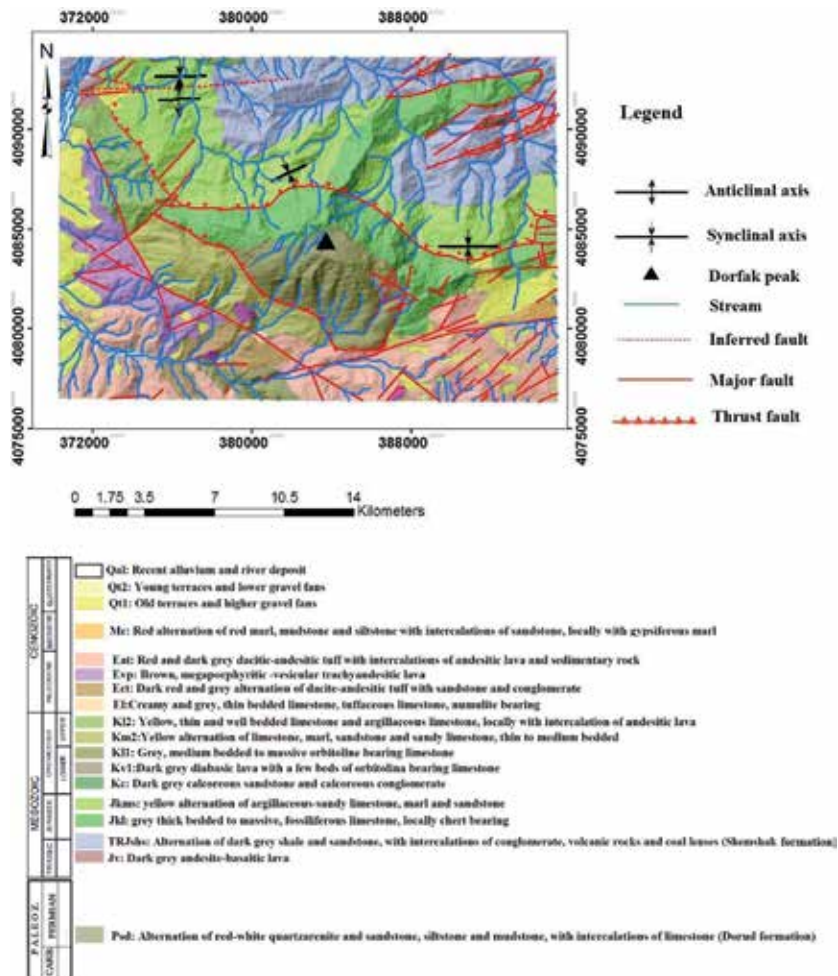 372000 380000 388000
N
4090000 4090000
4085000 4085000
4080000 4080000
4075000 4075000
372000 380000 388000
Legend
Anticlinal axis
Synclinal axis
Dorfak peak
Stream
Inferred fault
Major fault
Thrust fault
0 1.75 3.5 7 10.5 14
Kilometers
CENOZOIC
MESOZOIC
PALEOZ.
UPPER
LOWER
JURASSIC
TRIASSIC
PERMIAN
CARB.
Qal: Recent alluvium and river deposit
Qt2: Young terraces and lower gravel fans
Qt1: Old terraces and higher gravel fans
Mc: Red alternation of red marl, mudstone and siltstone with intercalations of sandstone, locally with gypsiferous marl
Eat: Red and dark grey dacitic-andesitic tuff with intercalations of andesitic lava and sedimentary rock
Evp: Brown, megaporphyritic -vesicular trachyandesitic lava
Ect: Dark red and grey alternation of dacite-andesitic tuff with sandstone and conglomerate
El:Creamy and grey, thin bedded limestone, tuffaceous limestone, numulite bearing
Kl2: Yellow, thin and well bedded limestone and argillaceous limestone, locally with intercalation of andesitic lava
Km2:Yellow alternation of limestone, marl, sandstone and sandy limestone, thin to medium bedded
Kl1: Grey, medium bedded to massive orbitoline bearing limestone
Kv1:Dark grey diabasic lava with a few beds of orbitolina bearing limestone
Kc: Dark grey calcoreous sandstone and calcoreous conglomerate
Jkms: yellow alternation of argillaceous-sandy limestone, marl and sandstone
Jkl: grey thick bedded to massive, fossiliferous limestone, locally chert bearing
TRJshs: Alternation of dark grey shale and sandstone, with intercalations of conglomerate, volcanic rocks and coal lenses (Shemshak formation)
Jv: Dark grey andesite-basaltic lava
Pod: Alternation of red-white quartzarenite and sandstone, siltstone and mudstone, with intercalations of limestone (Dorud formation)